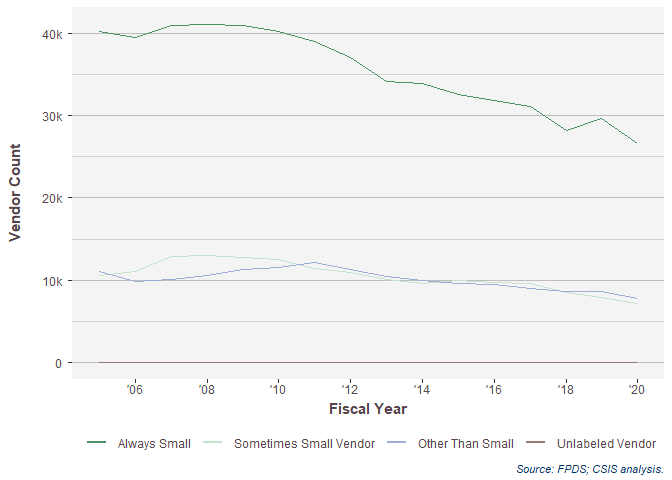 40k
30k
20k
10k
0
Vendor Count
'06 '08 '10 '12 '14 '16 '18 '20
Fiscal Year
Always Small Sometimes Small Vendor Other Than Small Unlabeled Vendor
Source: FPDS; CSIS analysis.